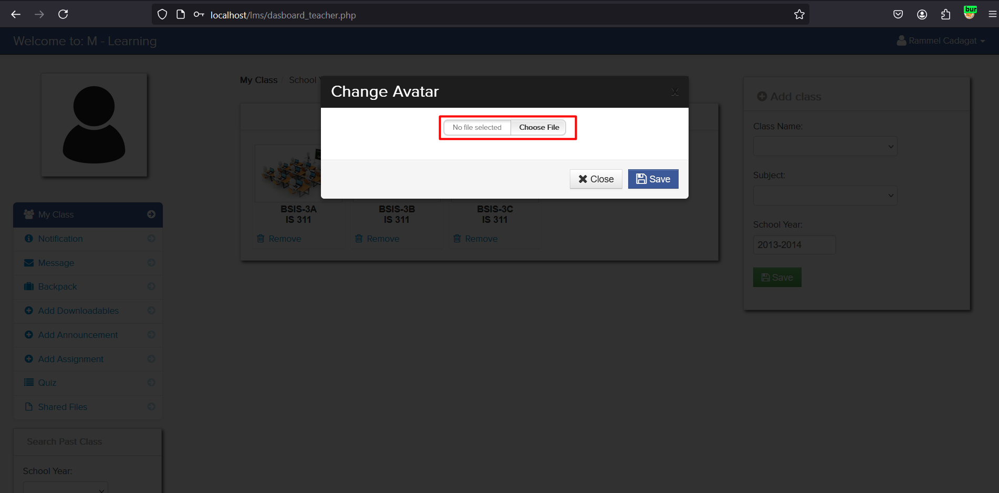 localhost/lms/dasboard_teacher.php
bur
Welcome to: M - Learning
Rammel Cadagat
My Class / School
Change Avatar
x
No file selected
Choose File
Close
Save
BSIS-3A
IS 311
Remove
BSIS-3B
IS 311
Remove
BSIS-3C
IS 311
Remove
Add class
Class Name:
Subject:
School Year:
2013-2014
Save
My Class
Notification
Message
Backpack
Add Downloadables
Add Announcement
Add Assignment
Quiz
Shared Files
Search Past Class
School Year: